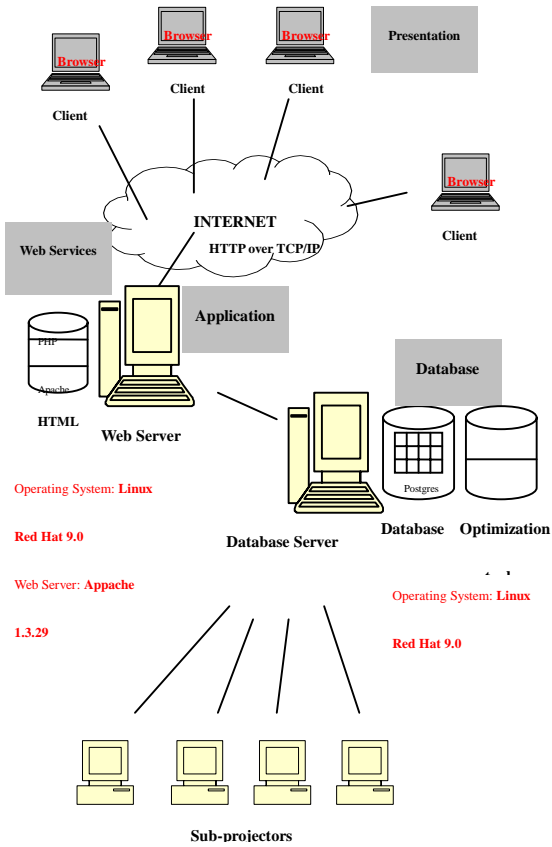 Browser
Browser
Presentation
Browser
Client
Client
Client
Browser
Client
INTERNET
HTTP over TCP/IP
Web Services
Application
PHP
Apache
HTML
Web Server
Database
Postgres
Database
Optimization
Database Server
Operating System: Linux
Red Hat 9.0
Web Server: Appache
1.3.29
Operating System: Linux
Red Hat 9.0
Sub-projectors